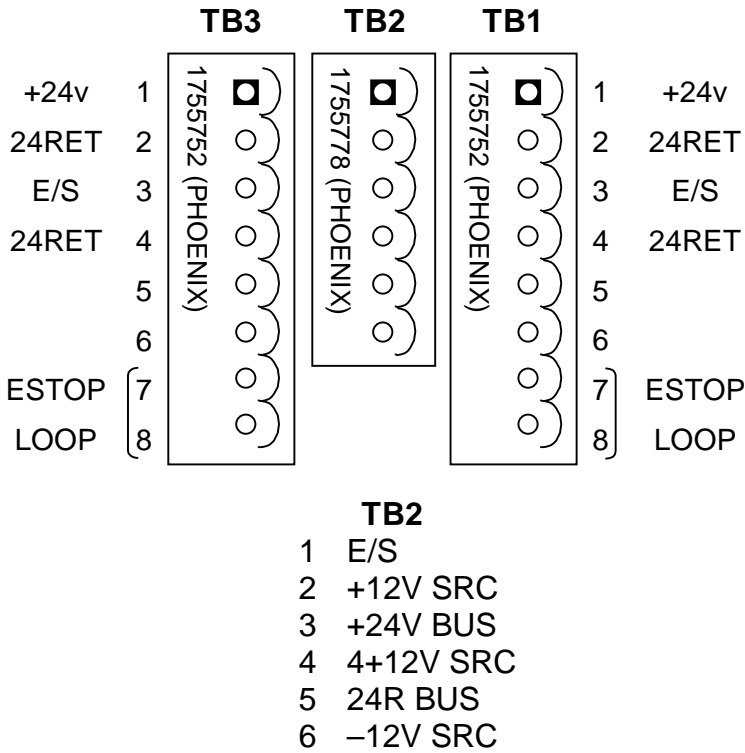 TB3 TB2 TB1
1755752 (PHOENIX) 1755778 (PHOENIX) 1755752 (PHOENIX)
+24v 1 1 +24v
24RET 2 2 24RET
E/S 3 3 E/S
24RET 4 4 24RET
5 5
6 6
ESTOP 7 7 ESTOP
LOOP 8 8 LOOP
TB2
1 E/S
2 +12V SRC
3 +24V BUS
4 4+12V SRC
5 24R BUS
6 –12V SRC